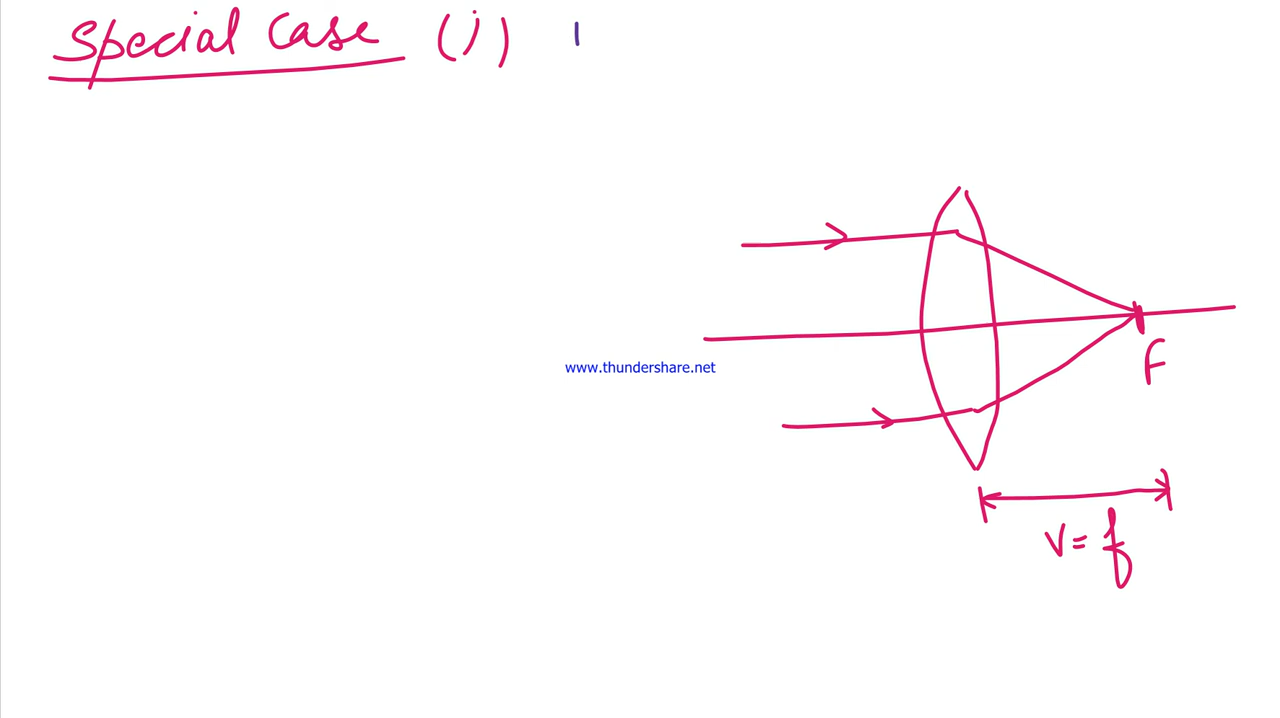 Special Case (i) I
www.thundershare.net
F
v = f